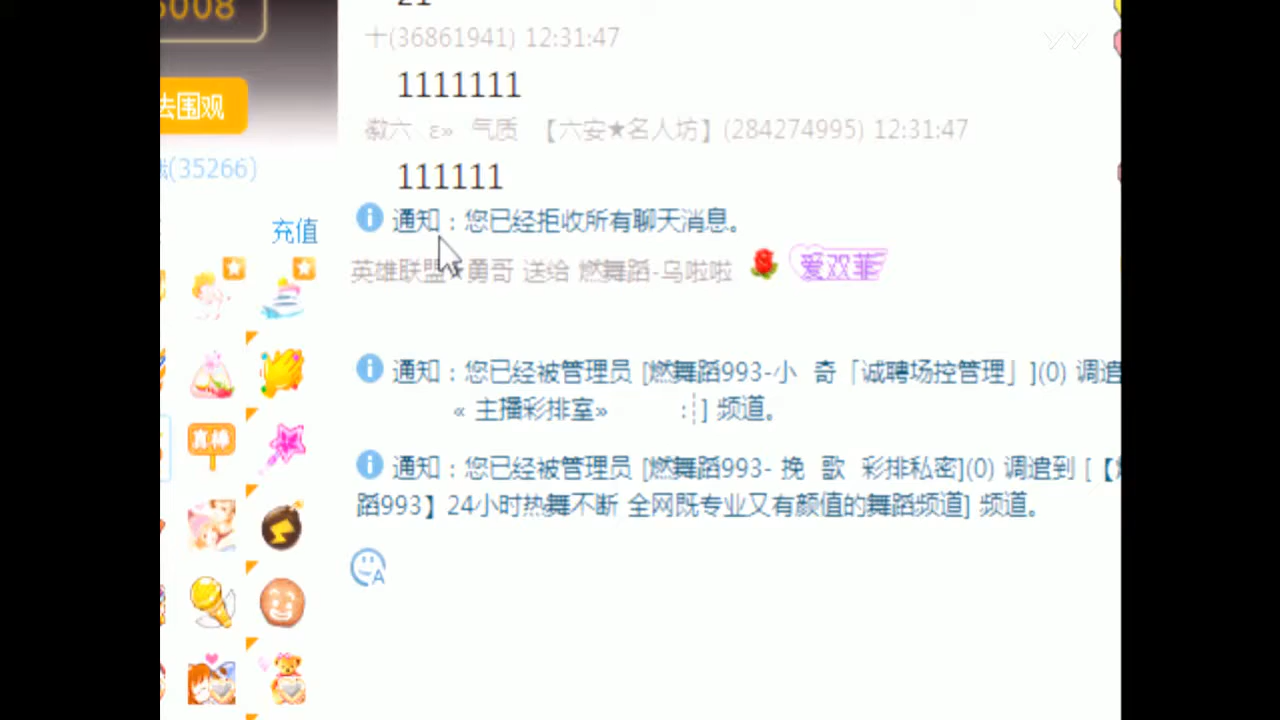 5008
十(36861941) 12:31:47
YY
1111111
去围观
徽六 ε» 气质 【六安★名人坊】(284274995) 12:31:47
(35266)
111111
通知：您已经拒收所有聊天消息。
充值
英雄联盟 勇哥 送给 燃舞蹈-乌啦啦 爱双菲
通知：您已经被管理员 [燃舞蹈993-小 奇「诚聘场控管理」](0) 调遣
« 主播彩排室» :¦] 频道。
真棒
通知：您已经被管理员 [燃舞蹈993- 挽 歌 彩排私密](0) 调遣到 [【燃
蹈993】24小时热舞不断 全网既专业又有颜值的舞蹈频道] 频道。
A